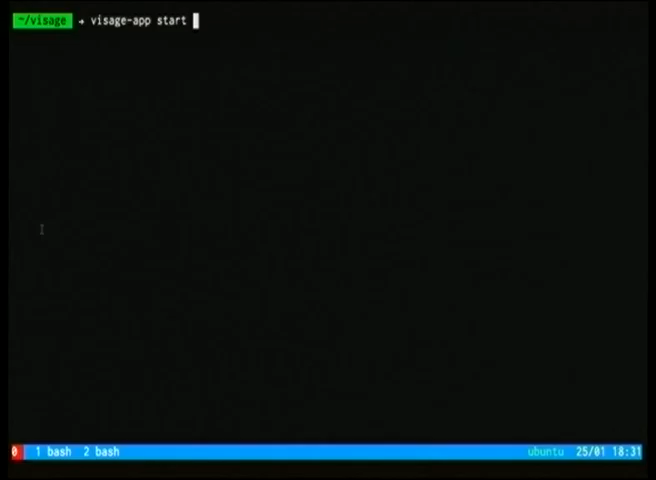 ~/visage → visage-app start
0 1 bash 2 bash ubuntu 25/01 18:31